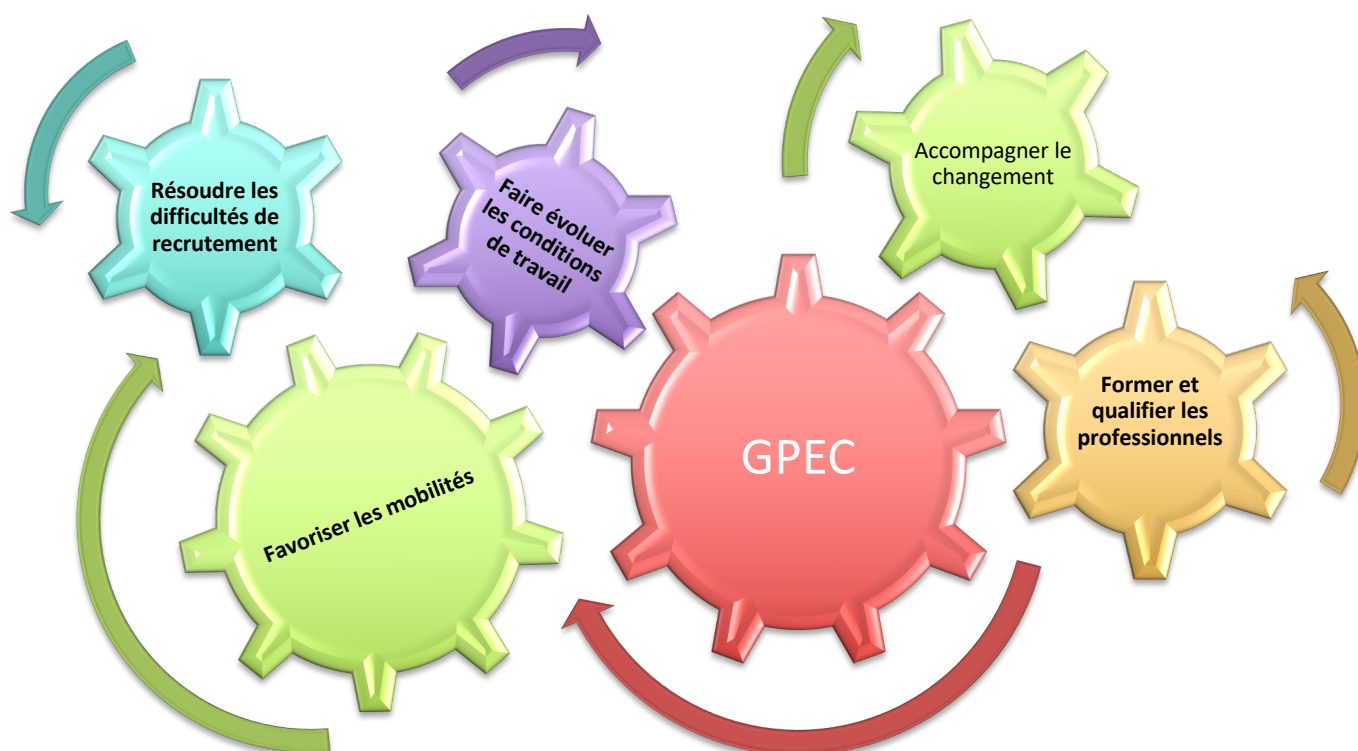 Résoudre les
difficultés de
recrutement
Faire évoluer
les conditions
de travail
Accompagner le
changement
Former et
qualifier les
professionnels
GPEC
Favoriser les mobilités